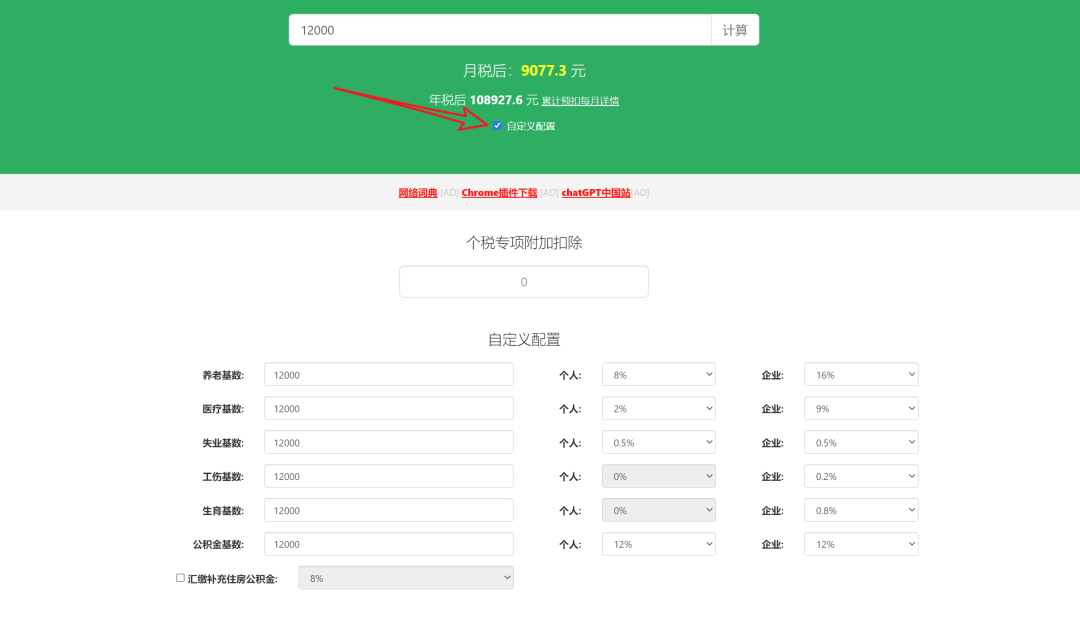 12000 计算
月税后：9077.3 元
年税后 108927.6 元 累计预扣每月详情
自定义配置
网络词典 [AD] Chrome插件下载 [AD] chatGPT中国站[AD]
个税专项附加扣除
0
自定义配置
养老基数: 12000 个人: 8% 企业: 16%
医疗基数: 12000 个人: 2% 企业: 9%
失业基数: 12000 个人: 0.5% 企业: 0.5%
工伤基数: 12000 个人: 0% 企业: 0.2%
生育基数: 12000 个人: 0% 企业: 0.8%
公积金基数: 12000 个人: 12% 企业: 12%
汇缴补充住房公积金: 8%